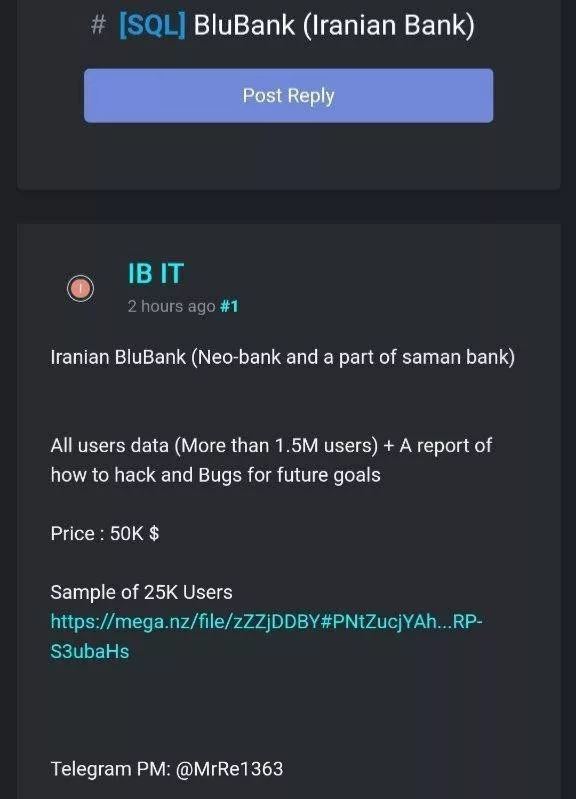 # [SQL] BluBank (Iranian Bank)
Post Reply
IB IT
2 hours ago #1
Iranian BluBank (Neo-bank and a part of saman bank)
All users data (More than 1.5M users) + A report of
how to hack and Bugs for future goals
Price : 50K $
Sample of 25K Users
https://mega.nz/file/zZZjDDBY#PNtZucjYAh...RP-
S3ubaHs
Telegram PM: @MrRe1363